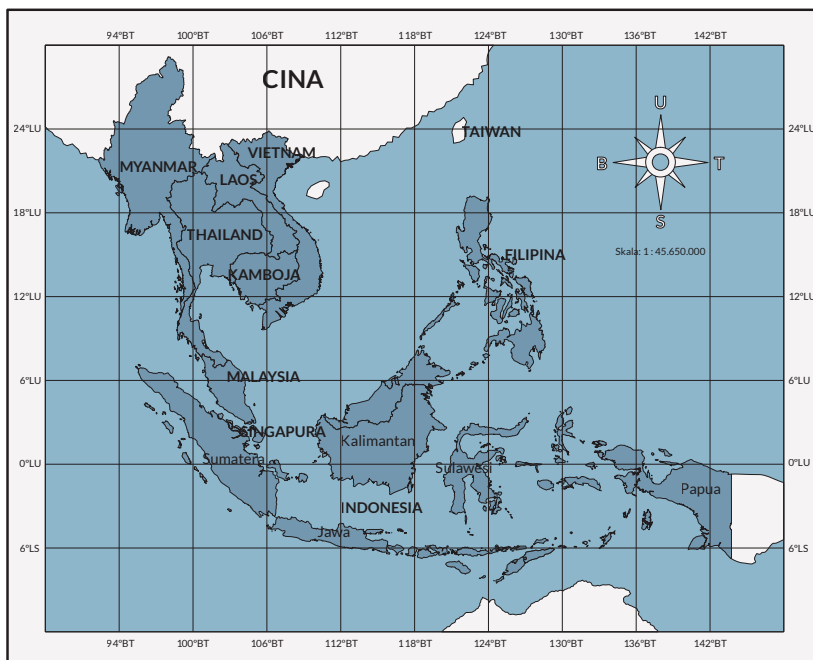 94°BT 100°BT 106°BT 112°BT 118°BT 124°BT 130°BT 136°BT 142°BT
CINA
U
24°LU TAIWAN 24°LU
VIETNAM
MYANMAR B T
LAOS
S
18°LU 18°LU
THAILAND
FILIPINA Skala: 1 : 45.650.000
KAMBOJA
12°LU 12°LU
MALAYSIA
6°LU 6°LU
SINGAPURA
Kalimantan
Sumatera
0°LU Sulawesi 0°LU
Papua
INDONESIA
Jawa
6°LS 6°LS
94°BT 100°BT 106°BT 112°BT 118°BT 124°BT 130°BT 136°BT 142°BT